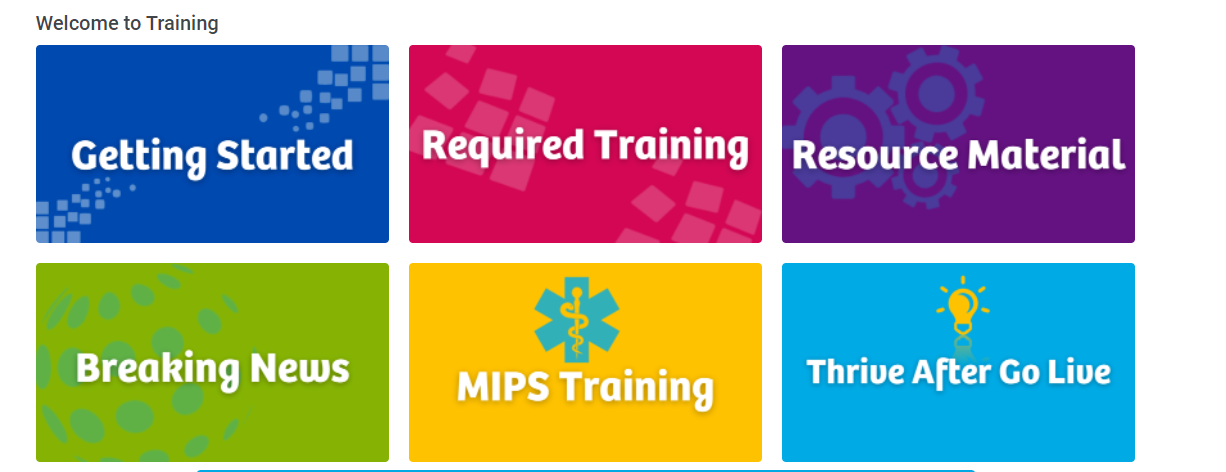 Welcome to Training
Getting Started
Required Training
Resource Material
Breaking News
MIPS Training
Thrive After Go Live